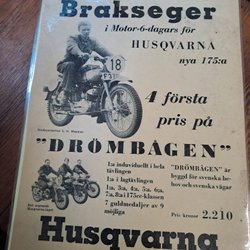 Brakseger
i Motor-6-dagars för
HUSQVARNA
nya 175:a
18
4 första
pris på
"DRÖMBÅGEN"
1:a individuellt i hela
tävlingen
1:a i lagtävlingen
1:a, 3:a, 4:a, 5:a, 6:a,
7:a, 8:a i 175cc-klassen
7 guldmedaljer av 9
möjliga
"DRÖMBÅGEN" är
byggd för svenska be-
hov och svenska vägar
Pris kronor 2.210
Husqvarna